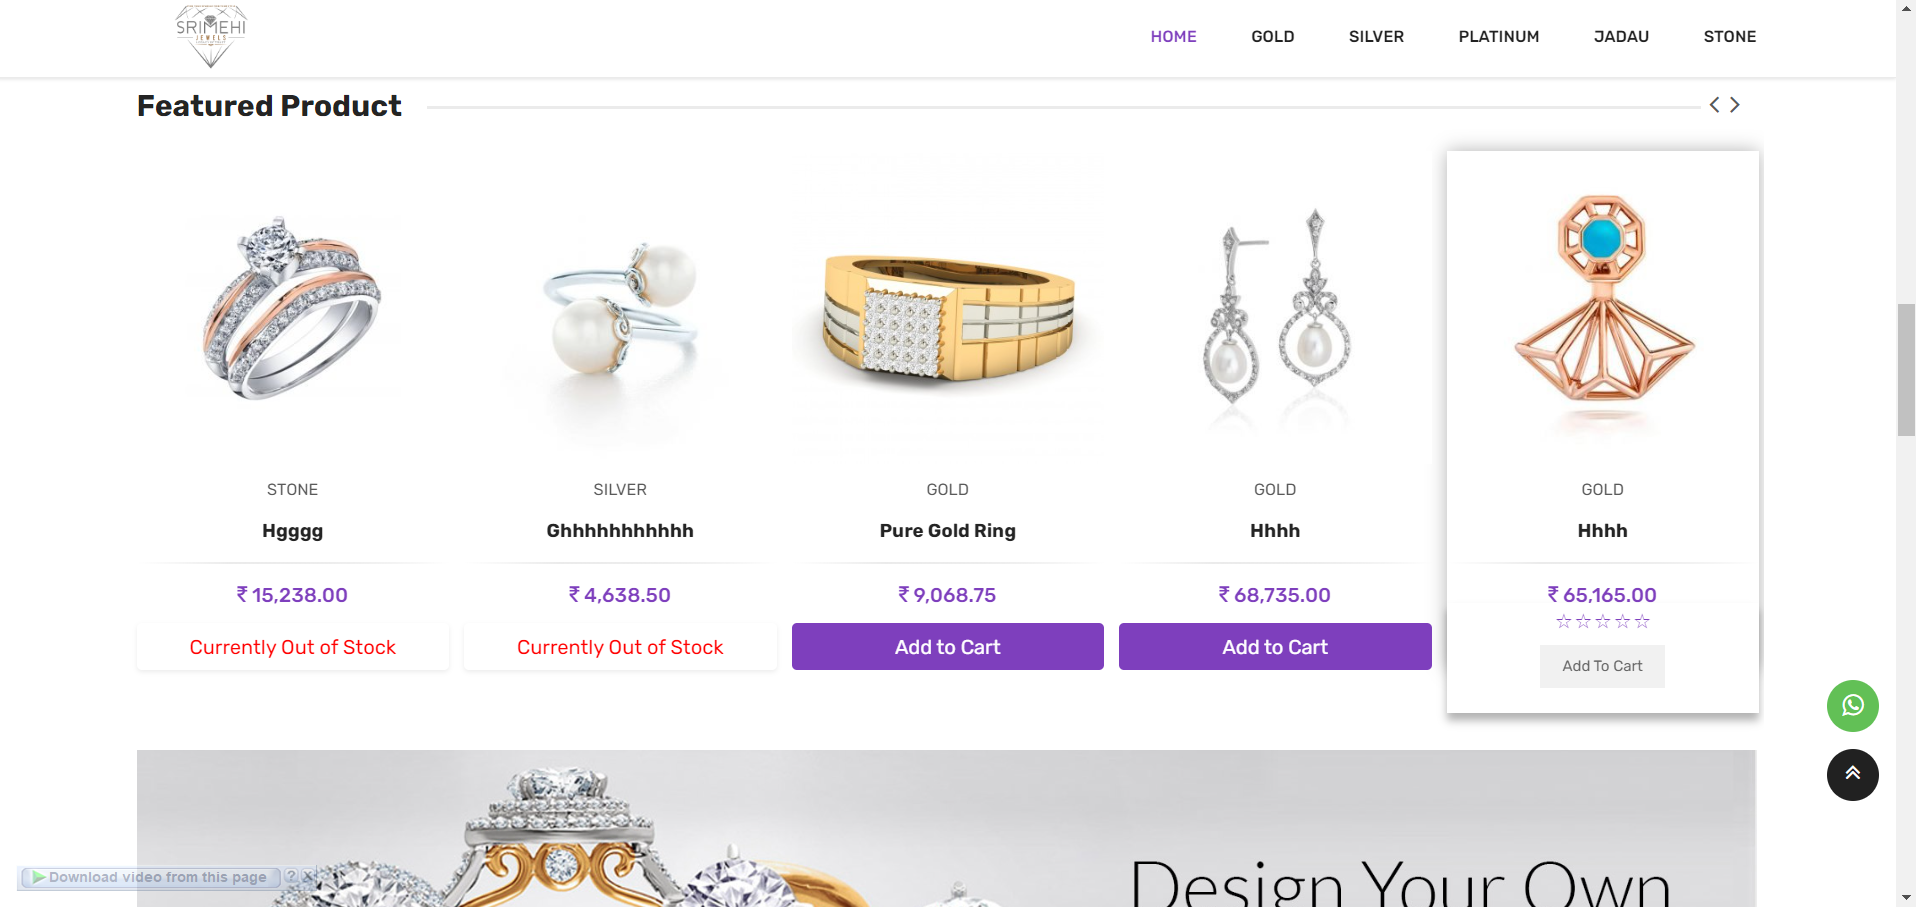 SRIMEHI
JEWELS
HOME GOLD SILVER PLATINUM JADAU STONE
Featured Product
STONE
Hgggg
₹ 15,238.00
Currently Out of Stock
SILVER
Ghhhhhhhhhhh
₹ 4,638.50
Currently Out of Stock
GOLD
Pure Gold Ring
₹ 9,068.75
Add to Cart
GOLD
Hhhh
₹ 68,735.00
Add to Cart
GOLD
Hhhh
₹ 65,165.00
Add To Cart
Design Your Own
Download video from this page ? X